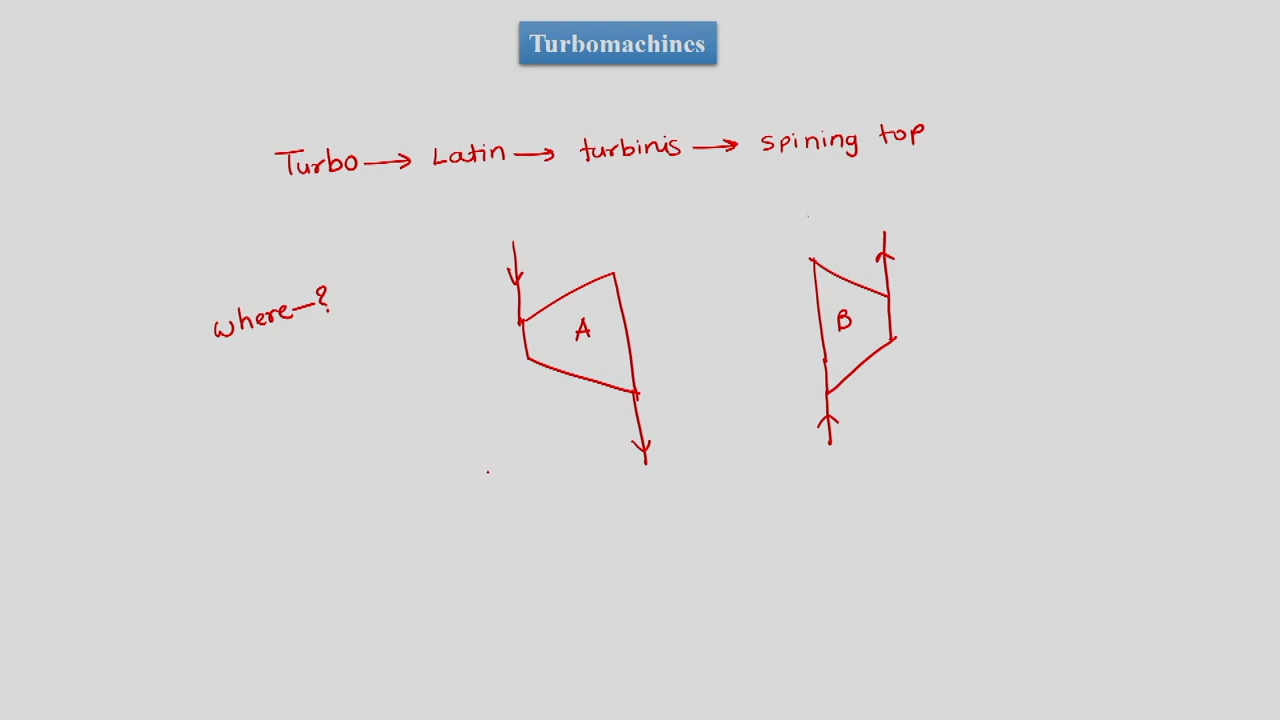 Turbomachines
Turbo → Latin → turbinis → spining top
where—?
A
B